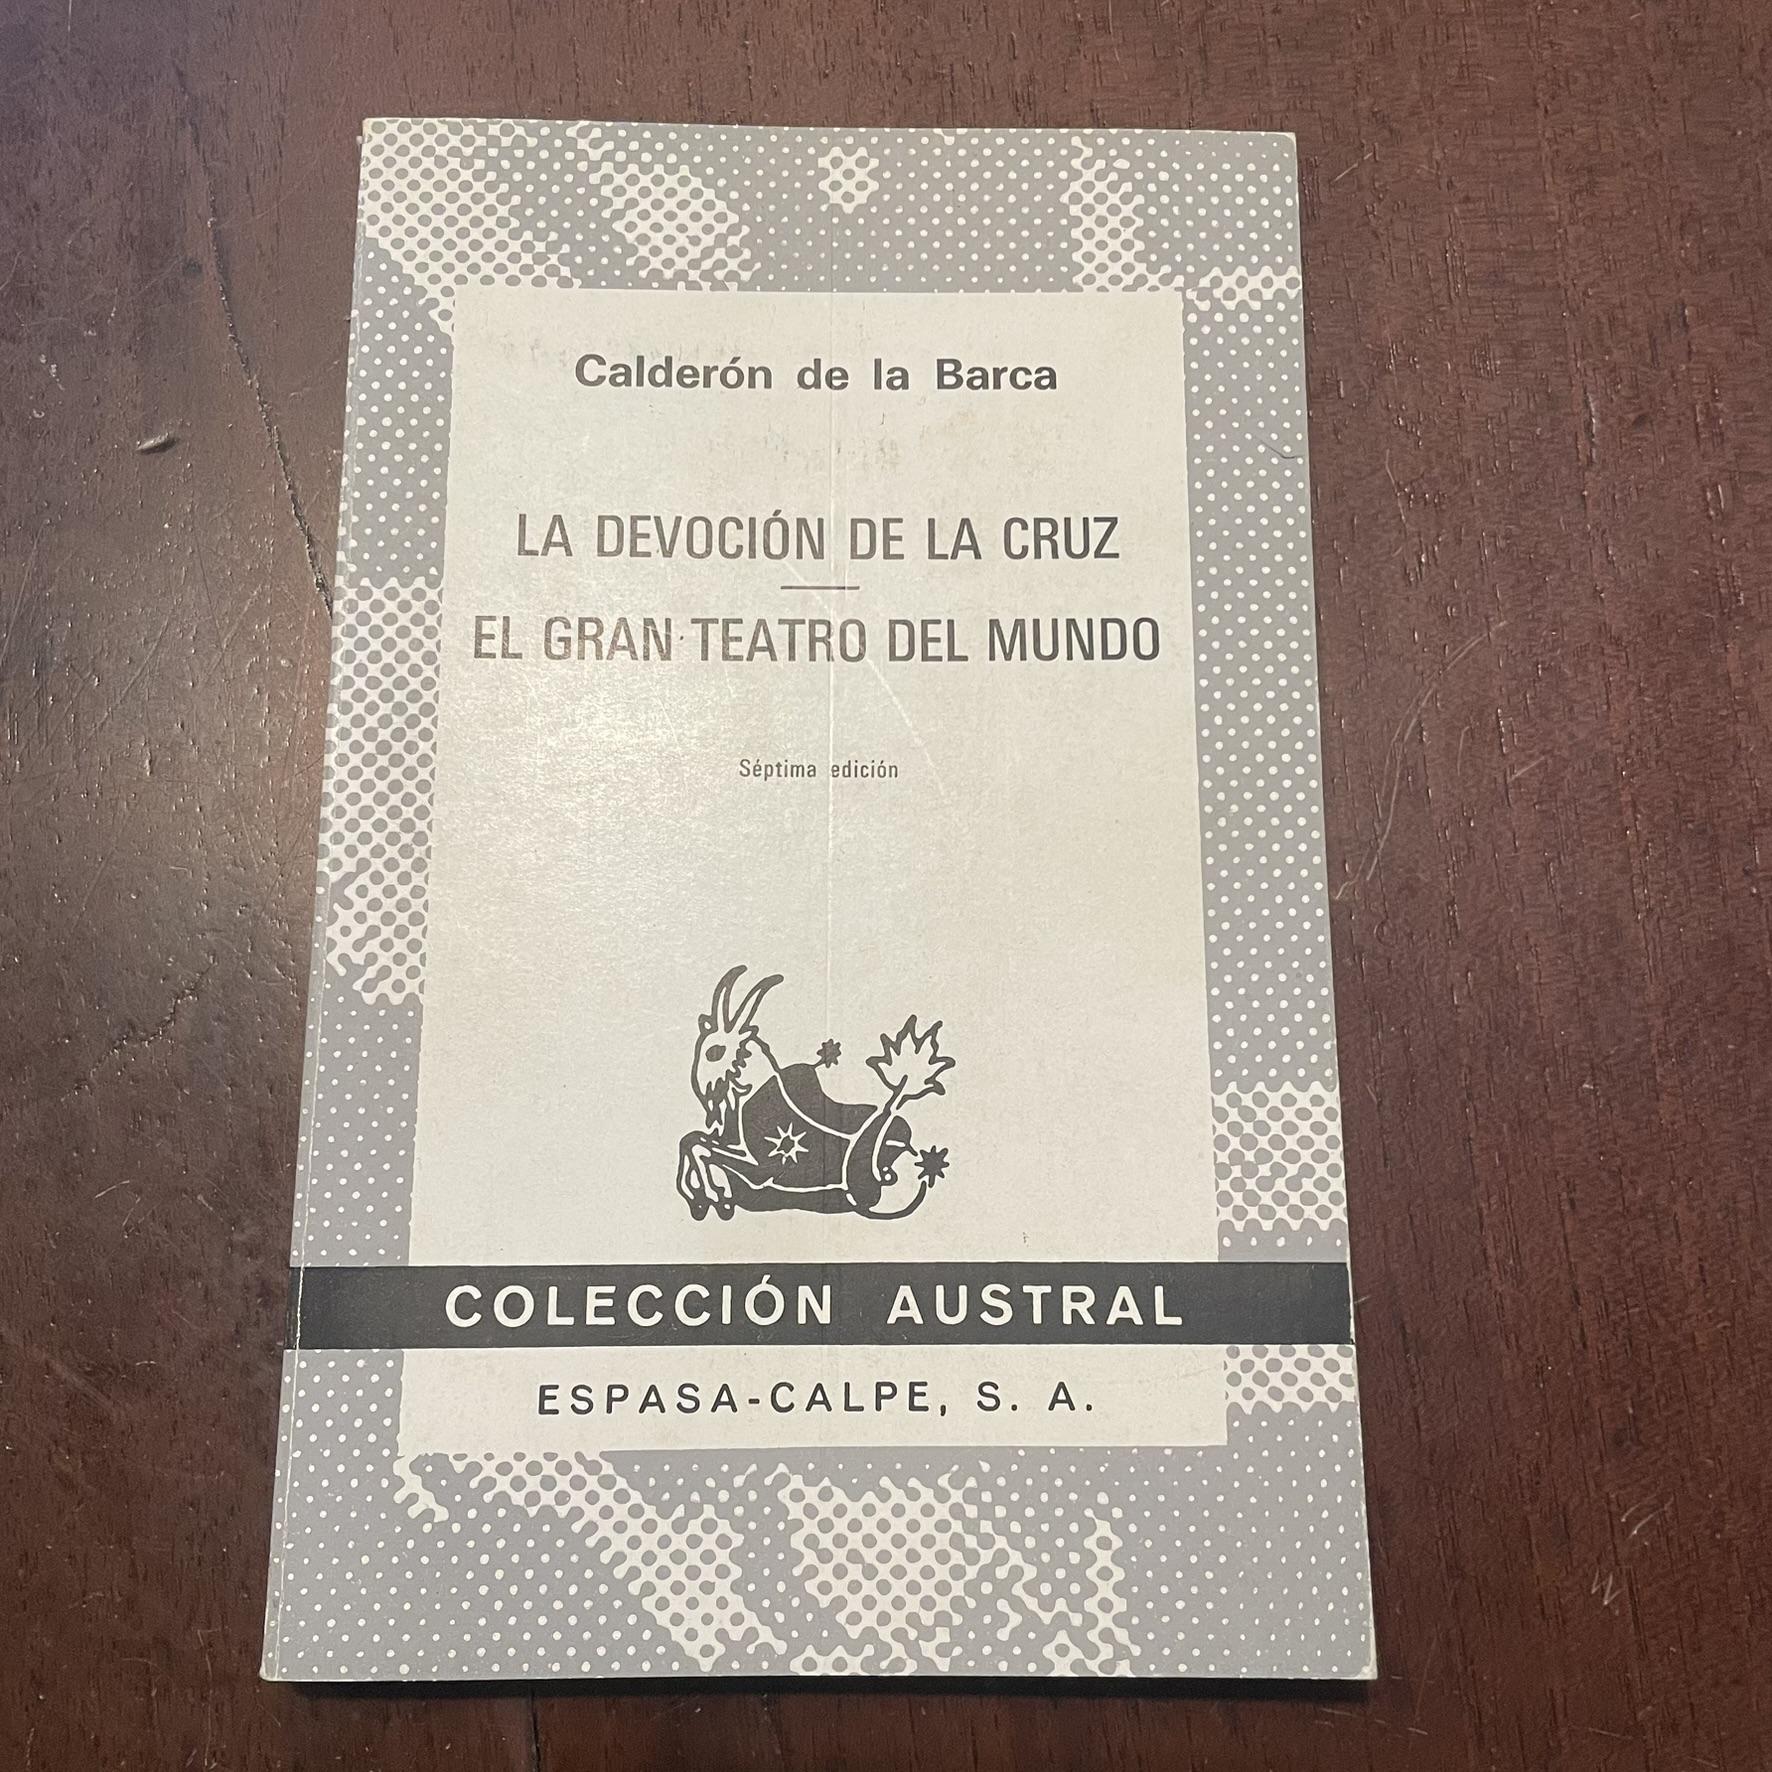 Calderón de la Barca
LA DEVOCIÓN DE LA CRUZ
EL GRAN TEATRO DEL MUNDO
Séptima edición
COLECCIÓN AUSTRAL
ESPASA-CALPE, S. A.